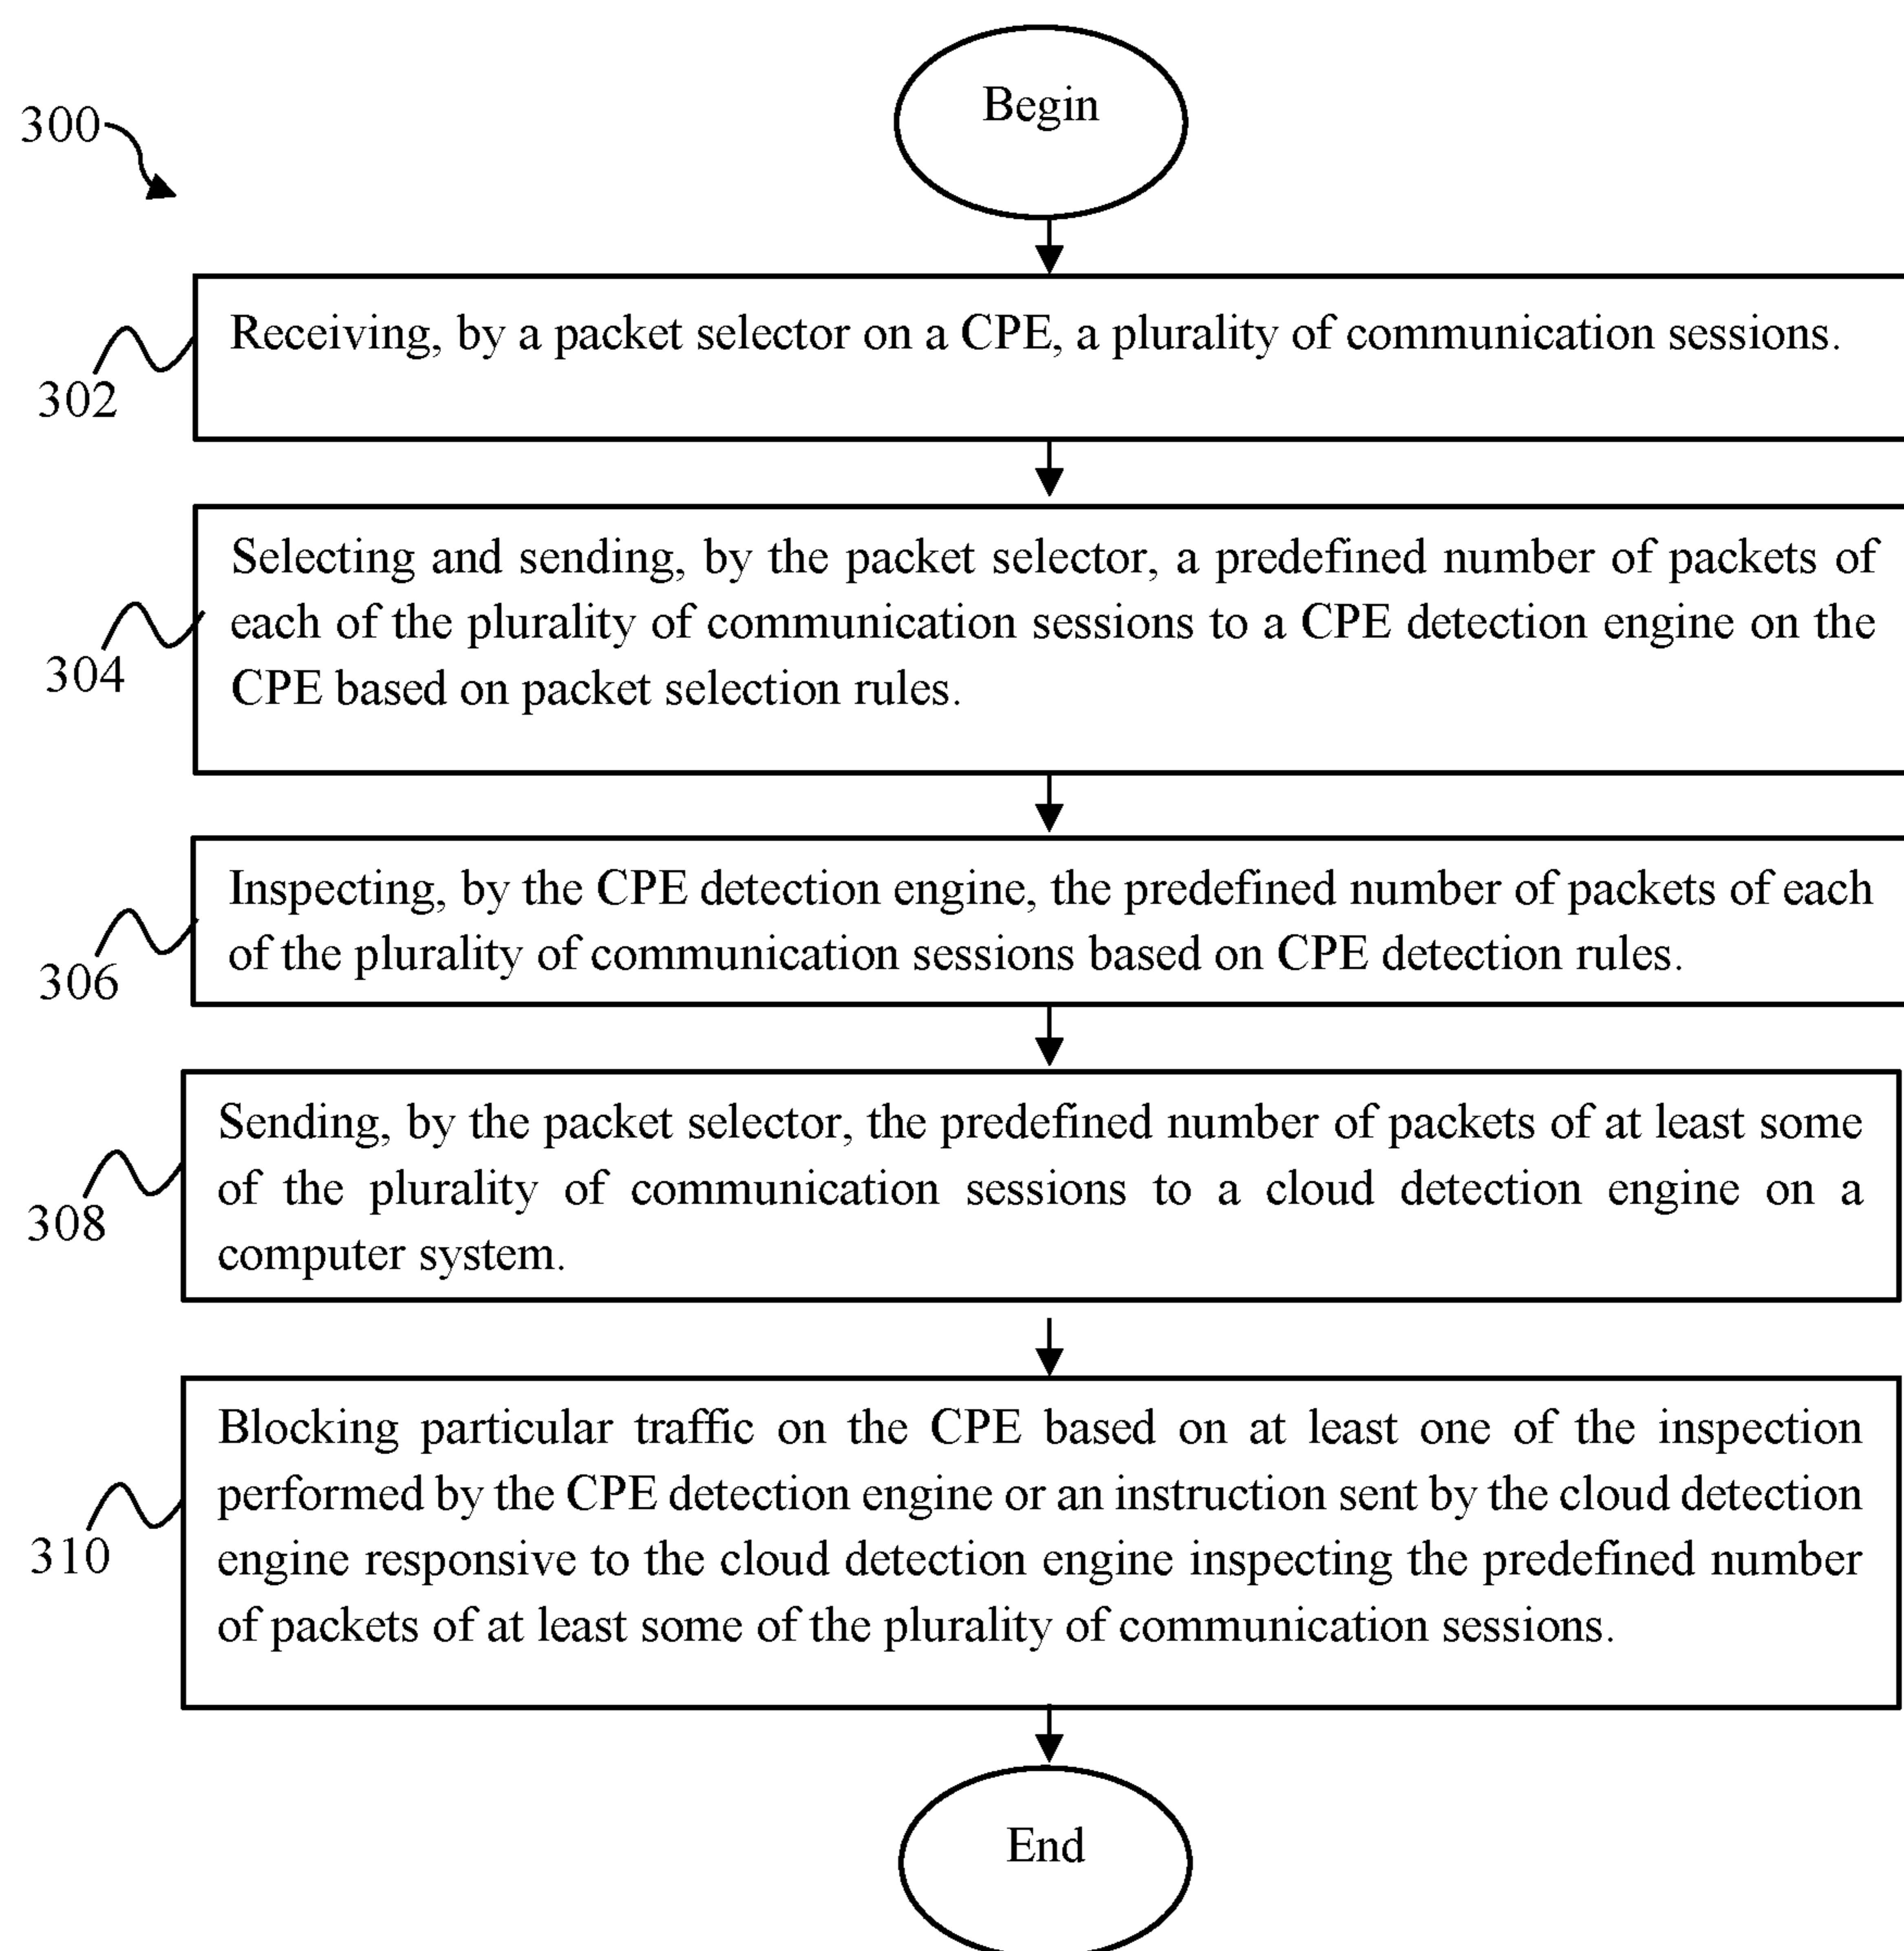 Begin
300
Receiving, by a packet selector on a CPE, a plurality of communication sessions.
302
Selecting and sending, by the packet selector, a predefined number of packets of
each of the plurality of communication sessions to a CPE detection engine on the
CPE based on packet selection rules.
304
Inspecting, by the CPE detection engine, the predefined number of packets of each
of the plurality of communication sessions based on CPE detection rules.
306
Sending, by the packet selector, the predefined number of packets of at least some
of the plurality of communication sessions to a cloud detection engine on a
computer system.
308
Blocking particular traffic on the CPE based on at least one of the inspection
performed by the CPE detection engine or an instruction sent by the cloud detection
engine responsive to the cloud detection engine inspecting the predefined number
of packets of at least some of the plurality of communication sessions.
310
End